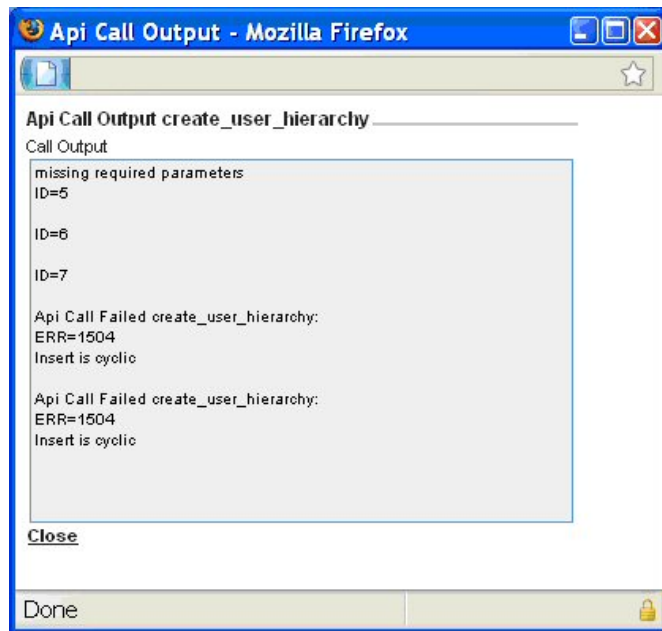 Api Call Output - Mozilla Firefox
Api Call Output create_user_hierarchy
Call Output
missing required parameters
ID=5
ID=6
ID=7
Api Call Failed create_user_hierarchy:
ERR=1504
Insert is cyclic
Api Call Failed create_user_hierarchy:
ERR=1504
Insert is cyclic
Close
Done